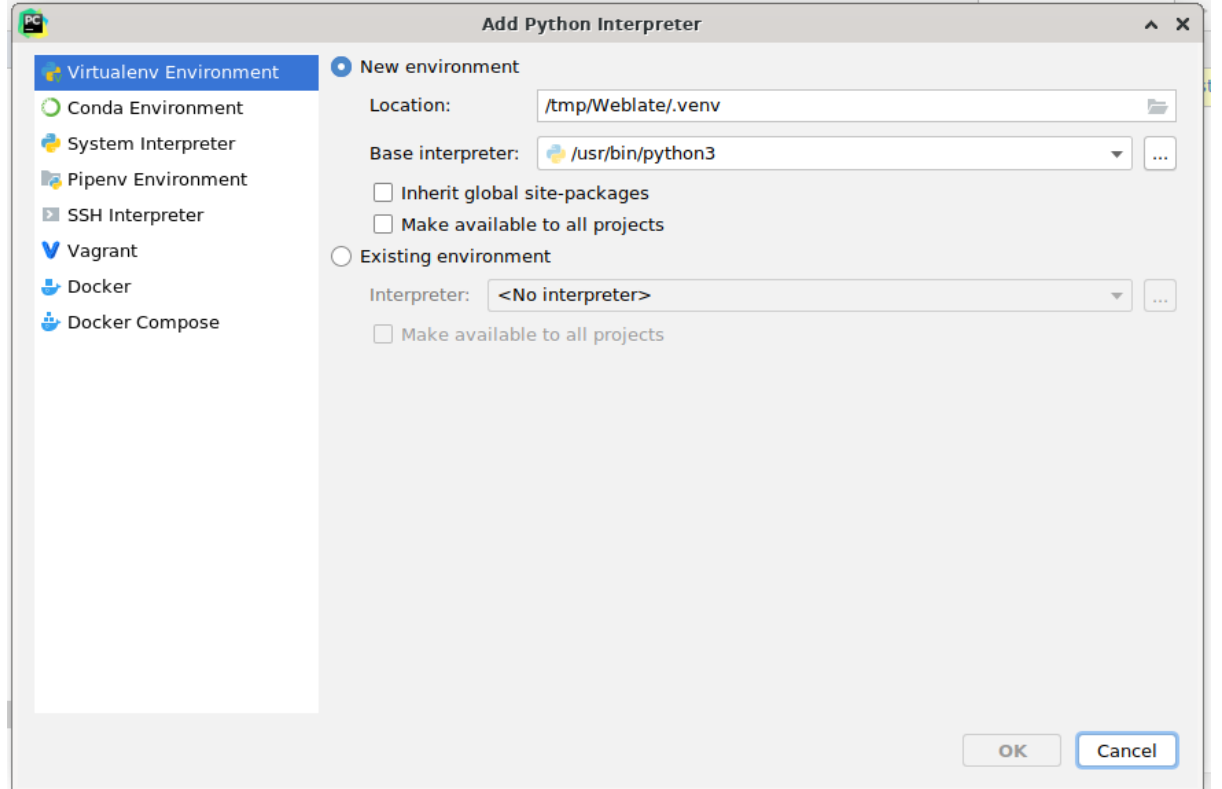 PC
Add Python Interpreter
Virtualenv Environment
Conda Environment
System Interpreter
Pipenv Environment
SSH Interpreter
Vagrant
Docker
Docker Compose
New environment
Location: /tmp/Weblate/.venv
Base interpreter: /usr/bin/python3 ...
Inherit global site-packages
Make available to all projects
Existing environment
Interpreter: <No interpreter> ...
Make available to all projects
OK Cancel